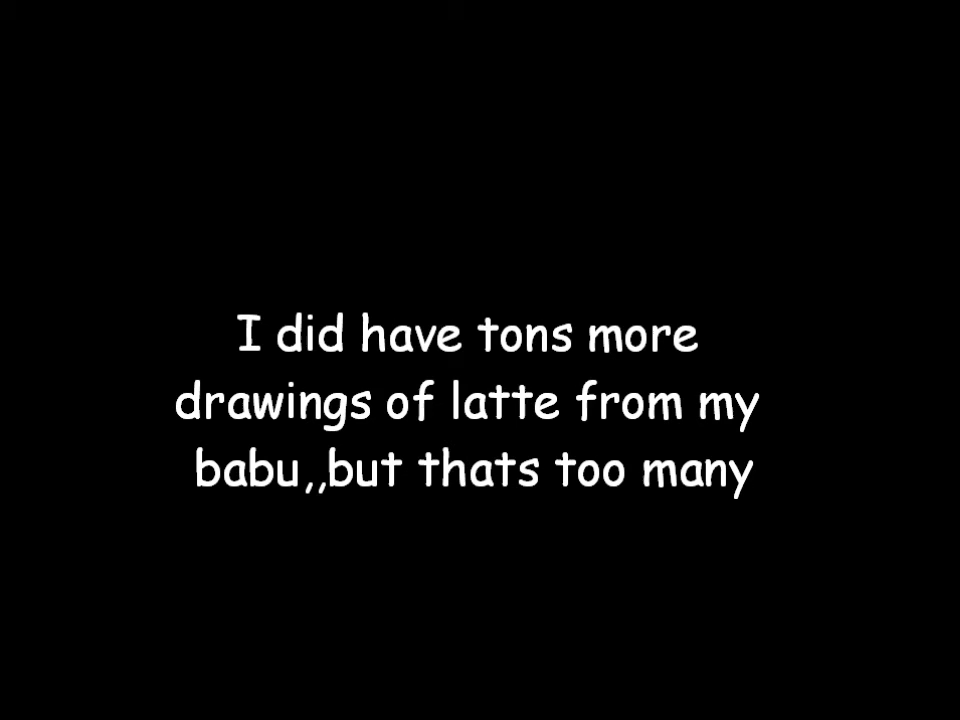 I did have tons more
drawings of latte from my
babu,,but thats too many